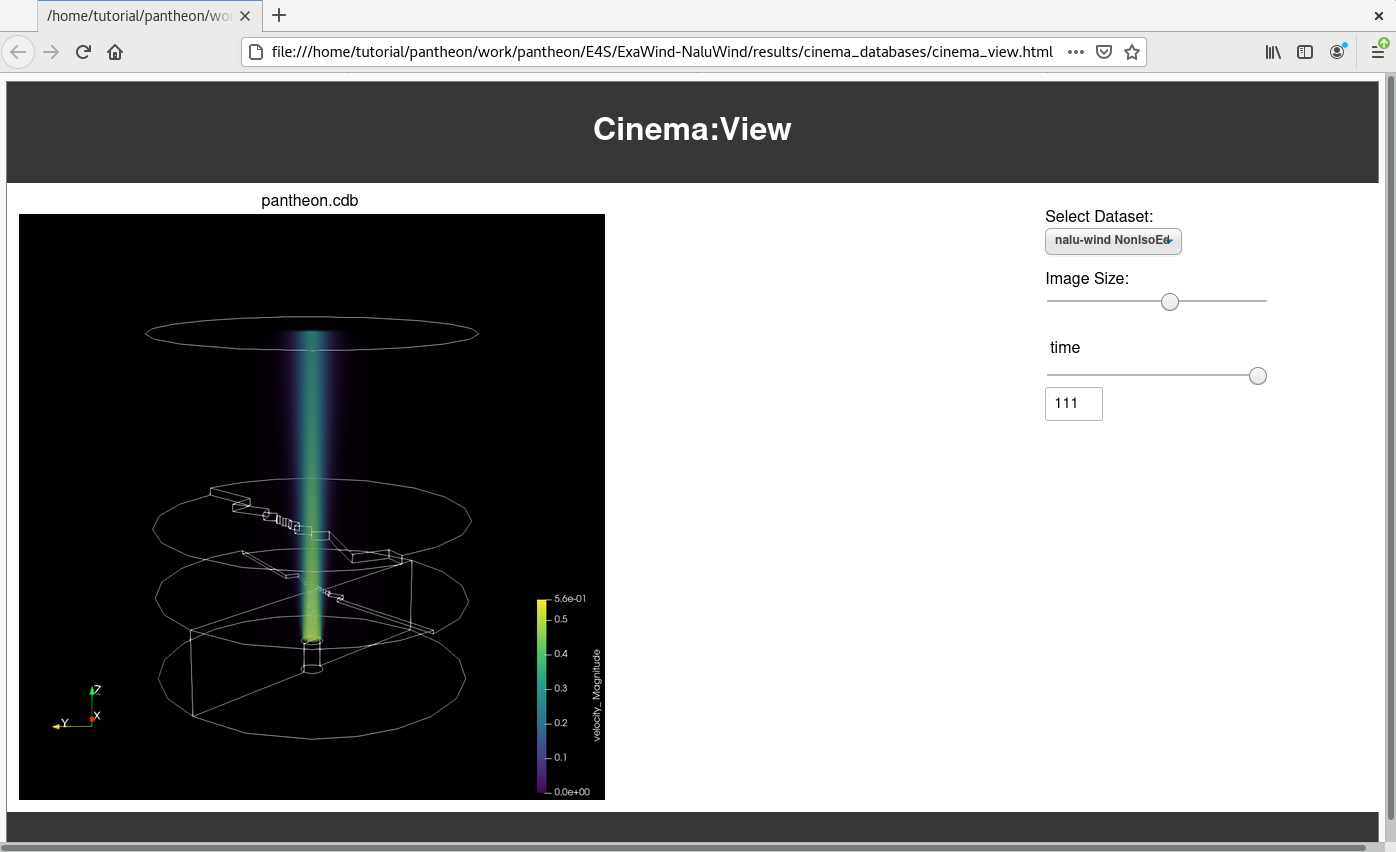 /home/tutorial/pantheon/wor
file:///home/tutorial/pantheon/work/pantheon/E4S/ExaWind-NaluWind/results/cinema_databases/cinema_view.html
Cinema:View
pantheon.cdb
Select Dataset:
nalu-wind NonIsoEd
Image Size:
time
111
5.6e-01
0.5
0.4
0.3
0.2
0.1
0.0e+00
velocity_ Magnitude
Z
Y
X